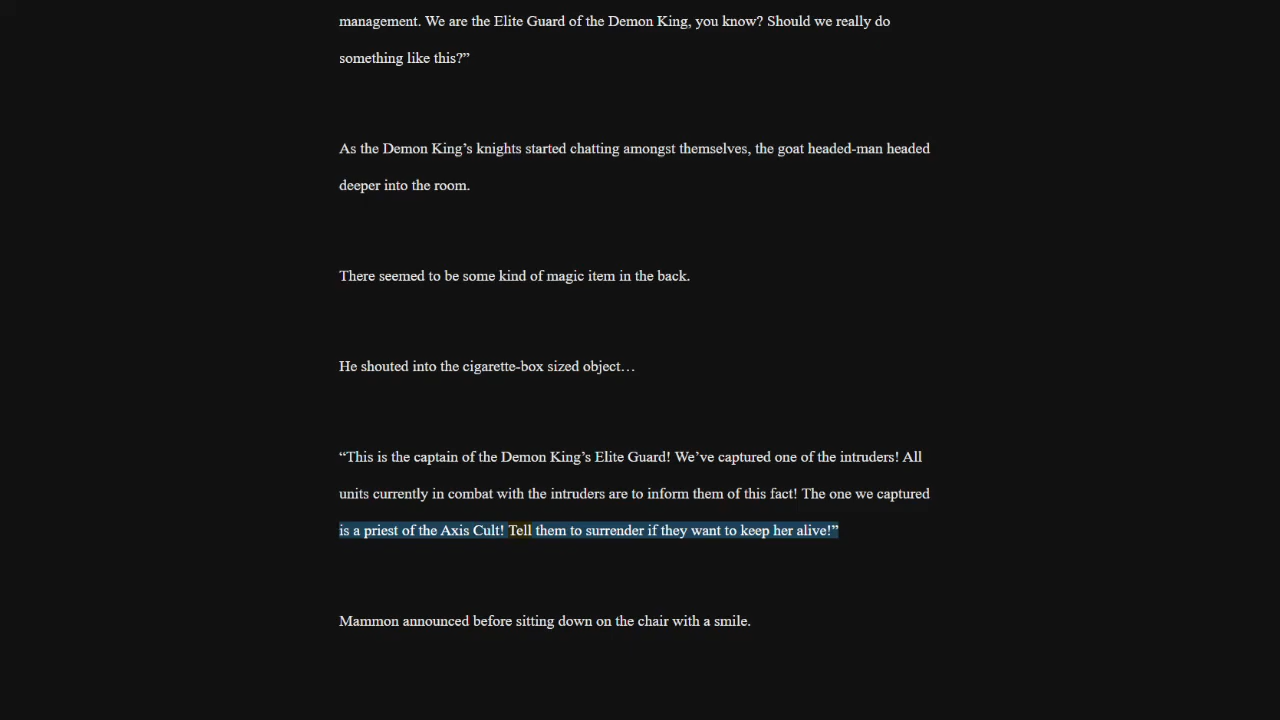 management. We are the Elite Guard of the Demon King, you know? Should we really do
something like this?”
As the Demon King’s knights started chatting amongst themselves, the goat headed-man headed
deeper into the room.
There seemed to be some kind of magic item in the back.
He shouted into the cigarette-box sized object…
“This is the captain of the Demon King’s Elite Guard! We’ve captured one of the intruders! All
units currently in combat with the intruders are to inform them of this fact! The one we captured
is a priest of the Axis Cult! Tell them to surrender if they want to keep her alive!”
Mammon announced before sitting down on the chair with a smile.